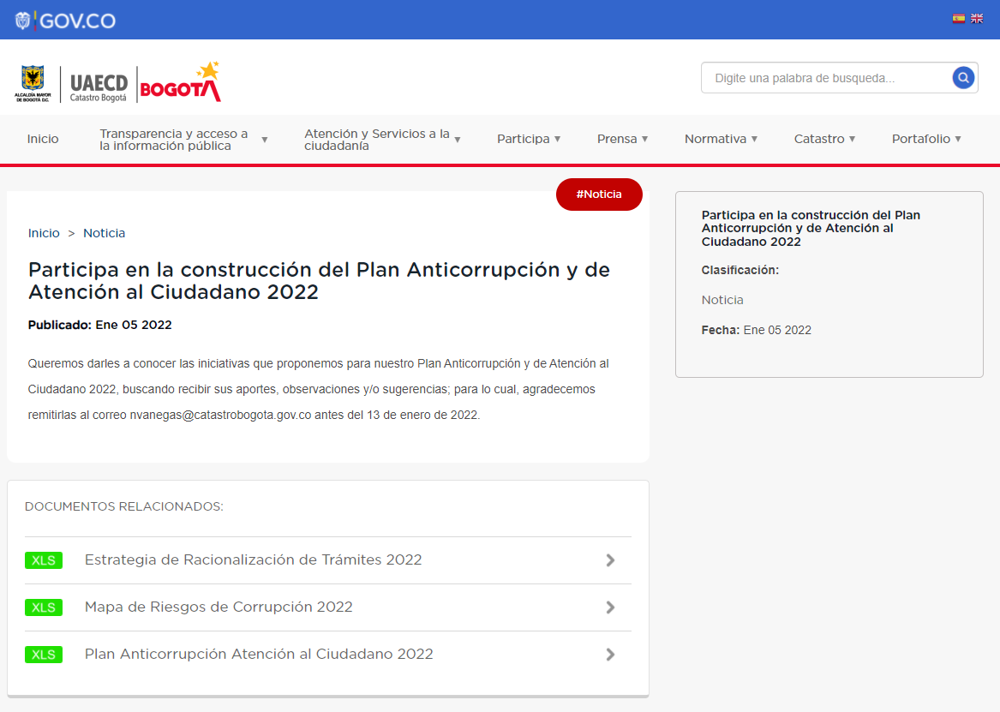 GOV.CO
ALCALDÍA MAYOR
DE BOGOTÁ D.C.
UAECD
Catastro Bogotá
BOGOTÁ
Digite una palabra de busqueda...
Inicio
Transparencia y acceso a
la información pública
Atención y Servicios a la
ciudadanía
Participa
Prensa
Normativa
Catastro
Portafolio
#Noticia
Inicio > Noticia
Participa en la construcción del Plan Anticorrupción y de
Atención al Ciudadano 2022
Publicado: Ene 05 2022
Queremos darles a conocer las iniciativas que proponemos para nuestro Plan Anticorrupción y de Atención al
Ciudadano 2022, buscando recibir sus aportes, observaciones y/o sugerencias; para lo cual, agradecemos
remitirlas al correo nvanegas@catastrobogota.gov.co antes del 13 de enero de 2022.
Participa en la construcción del Plan
Anticorrupción y de Atención al
Ciudadano 2022
Clasificación:
Noticia
Fecha: Ene 05 2022
DOCUMENTOS RELACIONADOS:
XLS Estrategia de Racionalización de Trámites 2022
XLS Mapa de Riesgos de Corrupción 2022
XLS Plan Anticorrupción Atención al Ciudadano 2022